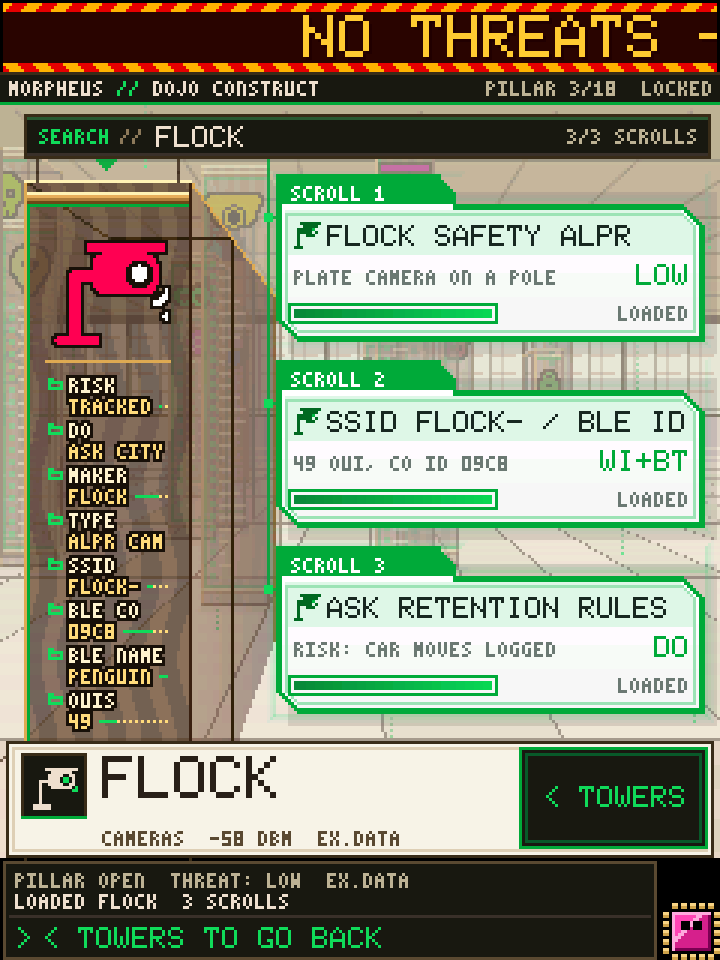 NO THREATS -
MORPHEUS // DOJO CONSTRUCT
PILLAR 3/18 LOCKED
SEARCH // FLOCK
3/3 SCROLLS
RISK
TRACKED
DO
ASK CITY
MAKER
FLOCK
TYPE
ALPR CAM
SSID
FLOCK-
BLE CO
09C8
BLE NAME
PENGUIN
OUIS
49
SCROLL 1
FLOCK SAFETY ALPR
PLATE CAMERA ON A POLE LOW
LOADED
SCROLL 2
SSID FLOCK- / BLE ID
49 OUI, CO ID 09C8 WI+BT
LOADED
SCROLL 3
ASK RETENTION RULES
RISK: CAR MOVES LOGGED DO
LOADED
FLOCK
CAMERAS -58 DBM EX.DATA
< TOWERS
PILLAR OPEN THREAT: LOW EX.DATA
LOADED FLOCK 3 SCROLLS
> < TOWERS TO GO BACK